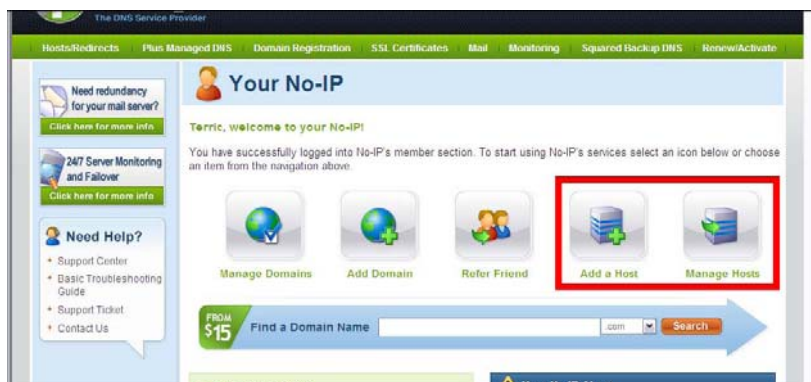 The DNS Service Provider
Hosts/Redirects Plus Managed DNS Domain Registration SSL Certificates Mail Monitoring Squared Backup DNS Renew/Activate
Need redundancy
for your mail server?
Click here for more info
24/7 Server Monitoring
and Failover
Click here for more info
Need Help?
Support Center
Basic Troubleshooting
Guide
Support Ticket
Contact Us
Your No-IP
Terric, welcome to your No-IP!
You have successfully logged into No-IP's member section. To start using No-IP's services select an icon below or choose
an item from the navigation above.
Manage Domains Add Domain Refer Friend Add a Host Manage Hosts
FROM
$15 Find a Domain Name .com Search